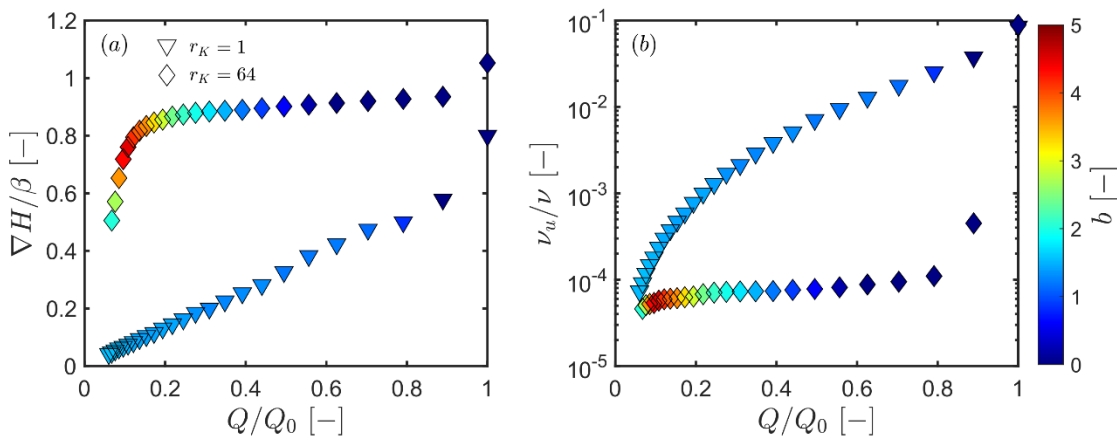 (a)
r_K = 1
r_K = 64
∇H/β [−]
1.2
1
0.8
0.6
0.4
0.2
0
0 0.2 0.4 0.6 0.8 1
Q/Q_0 [−]
(b)
ν_u/ν [−]
10^{-1}
10^{-2}
10^{-3}
10^{-4}
10^{-5}
0 0.2 0.4 0.6 0.8 1
Q/Q_0 [−]
5
4
3
2
1
0
b [−]